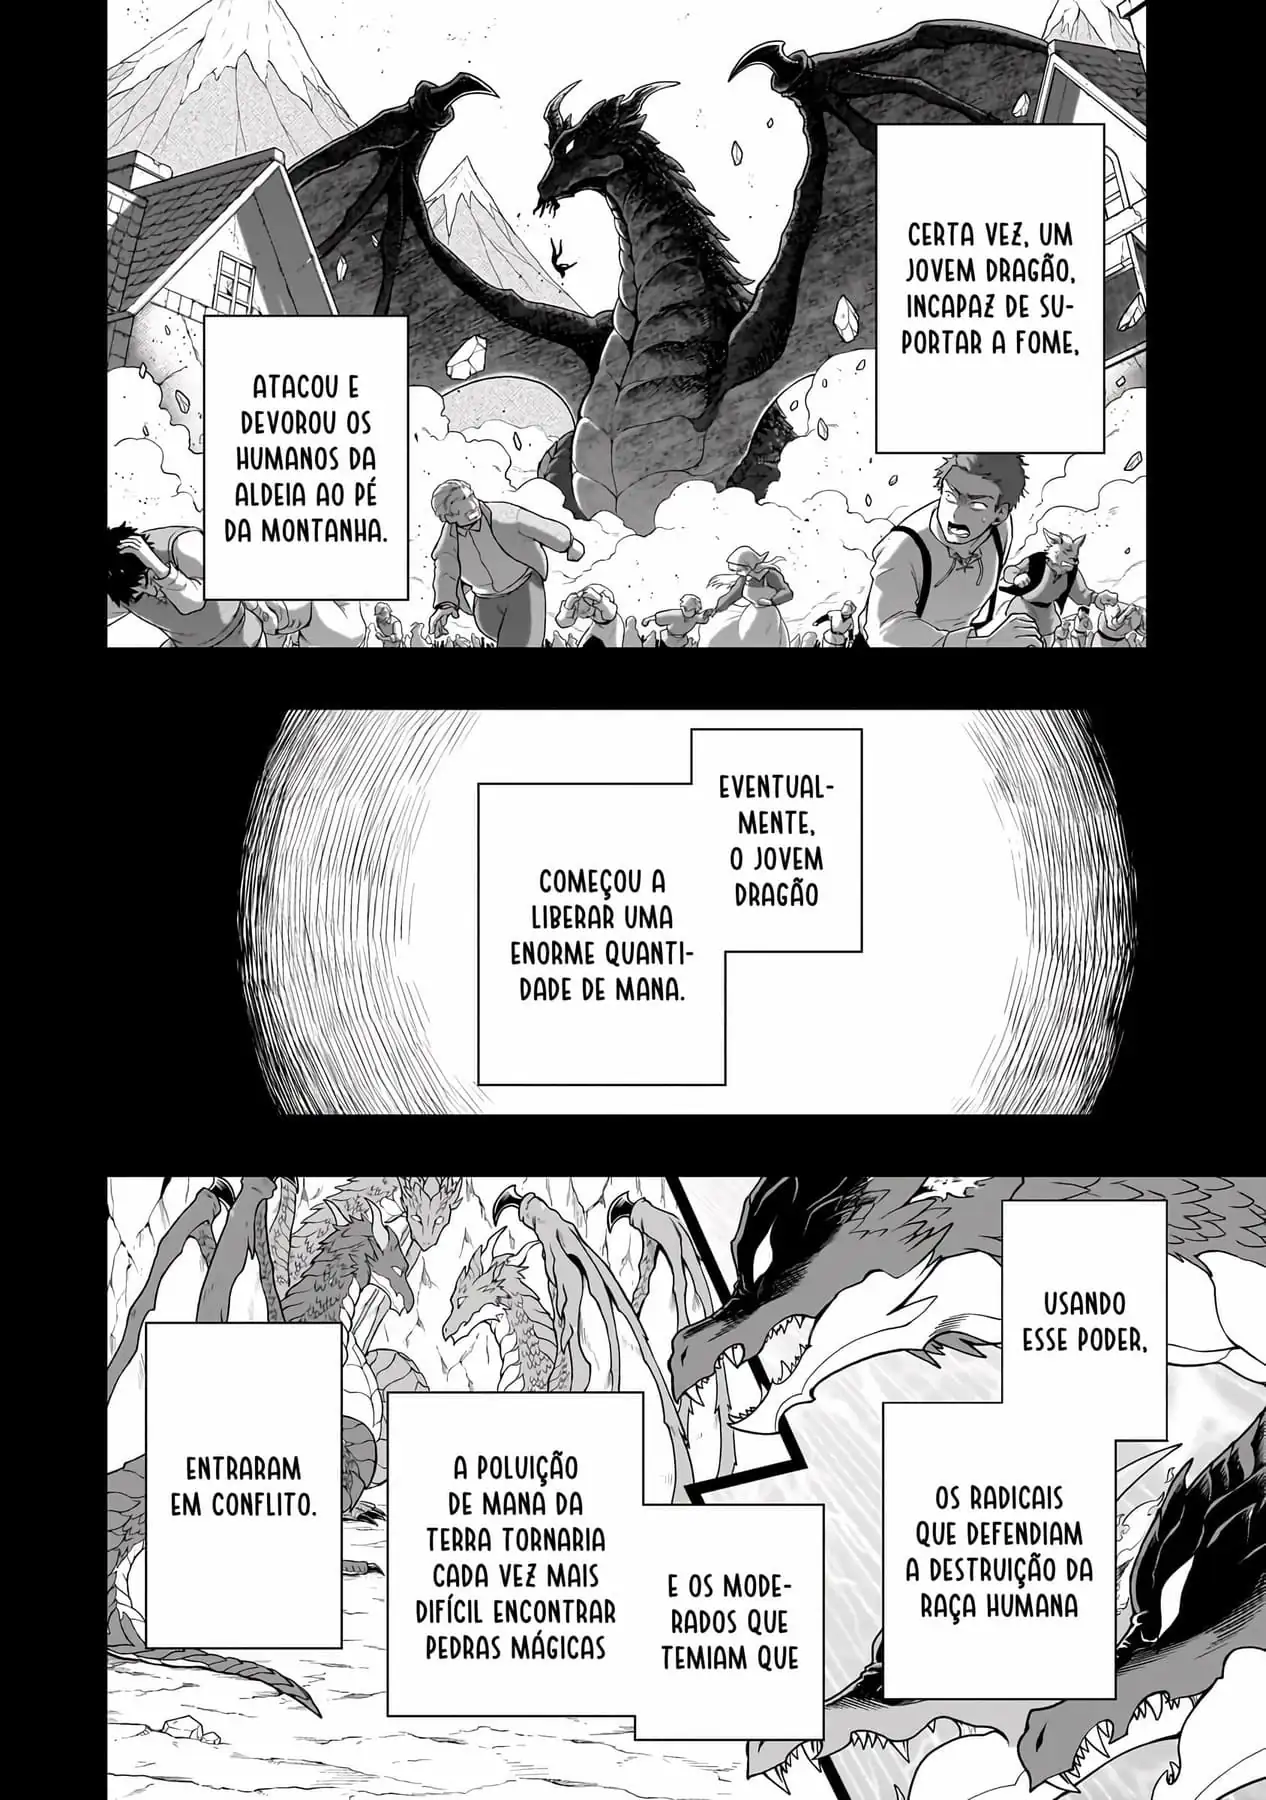 CERTA VEZ, UM
JOVEM DRAGÃO,
INCAPAZ DE SU-
PORTAR A FOME,
ATACOU E
DEVOROU OS
HUMANOS DA
ALDEIA AO PÉ
DA MONTANHA.
EVENTUAL-
MENTE,
O JOVEM
DRAGÃO
COMEÇOU A
LIBERAR UMA
ENORME QUANTI-
DADE DE MANA.
USANDO
ESSE PODER,
OS RADICAIS
QUE DEFENDIAM
A DESTRUIÇÃO DA
RAÇA HUMANA
E OS MODE-
RADOS QUE
TEMIAM QUE
A POLUIÇÃO
DE MANA DA
TERRA TORNARIA
CADA VEZ MAIS
DIFÍCIL ENCONTRAR
PEDRAS MÁGICAS
ENTRARAM
EM CONFLITO.